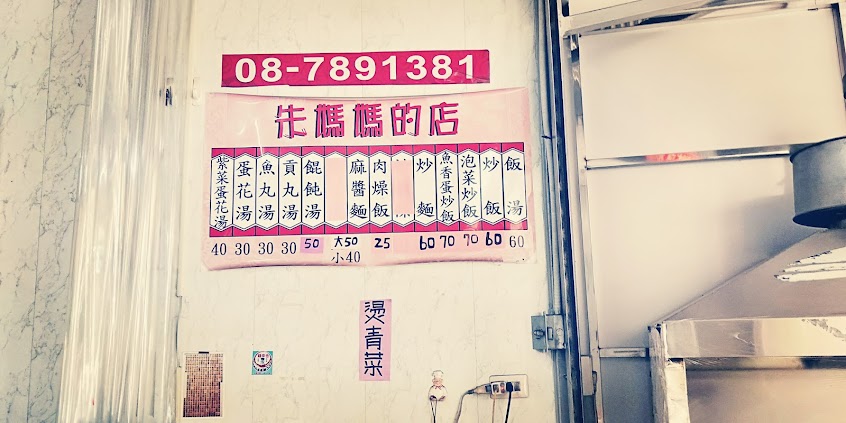 08-7891381
朱媽媽的店
飯湯
炒飯
泡菜炒飯
魚香蛋炒飯
炒麵
肉燥飯
麻醬麵
餛飩湯
貢丸湯
魚丸湯
蛋花湯
紫菜蛋花湯
40 30 30 30 50 大50 25 60 70 70 60 60
小40
燙青菜